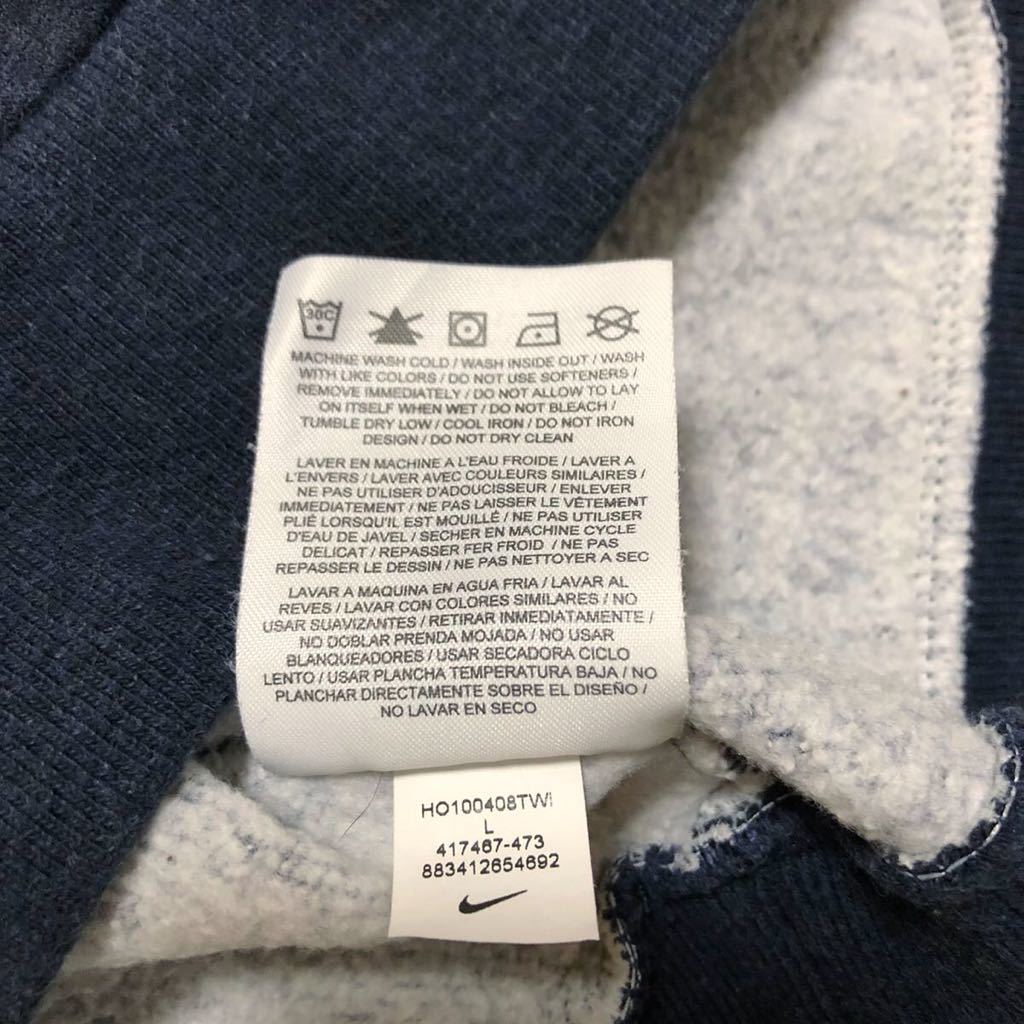 30C
MACHINE WASH COLD / WASH INSIDE OUT / WASH
WITH LIKE COLORS / DO NOT USE SOFTENERS /
REMOVE IMMEDIATELY / DO NOT ALLOW TO LAY
ON ITSELF WHEN WET / DO NOT BLEACH /
TUMBLE DRY LOW / COOL IRON / DO NOT IRON
DESIGN / DO NOT DRY CLEAN
LAVER EN MACHINE A L'EAU FROIDE / LAVER A
L'ENVERS / LAVER AVEC COULEURS SIMILAIRES /
NE PAS UTILISER D'ADOUCISSEUR / ENLEVER
IMMEDIATEMENT / NE PAS LAISSER LE VÊTEMENT
PLIÉ LORSQU'IL EST MOUILLÉ / NE PAS UTILISER
D'EAU DE JAVEL / SECHER EN MACHINE CYCLE
DELICAT / REPASSER FER FROID / NE PAS
REPASSER LE DESSIN / NE PAS NETTOYER A SEC
LAVAR A MAQUINA EN AGUA FRIA / LAVAR AL
REVES / LAVAR CON COLORES SIMILARES / NO
USAR SUAVIZANTES / RETIRAR INMEDIATAMENTE /
NO DOBLAR PRENDA MOJADA / NO USAR
BLANQUEADORES / USAR SECADORA CICLO
LENTO / USAR PLANCHA TEMPERATURA BAJA / NO
PLANCHAR DIRECTAMENTE SOBRE EL DISEÑO /
NO LAVAR EN SECO
HO100408TWI
L
417467-473
883412654692